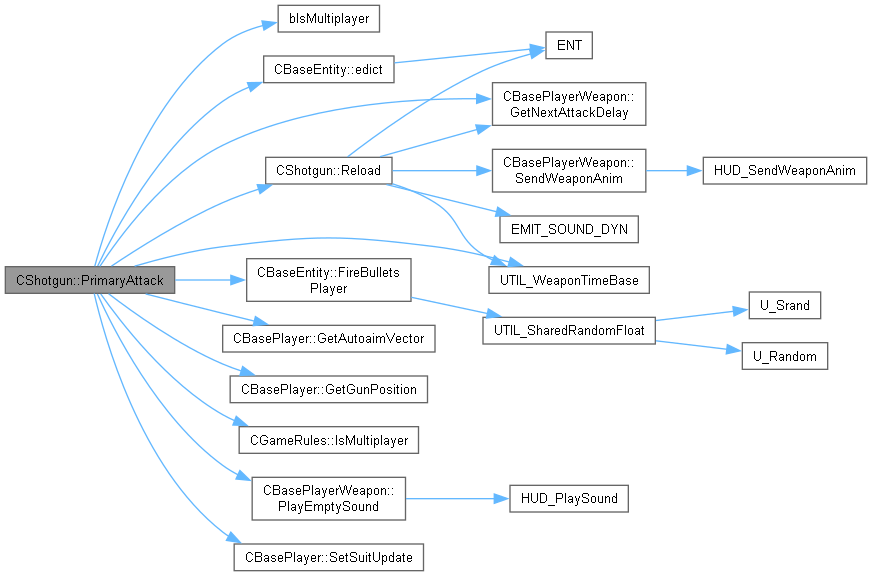 bIsMultiplayer
ENT
CBaseEntity::edict
CBasePlayerWeapon::
GetNextAttackDelay
CShotgun::Reload
CBasePlayerWeapon::
SendWeaponAnim
HUD_SendWeaponAnim
EMIT_SOUND_DYN
CShotgun::PrimaryAttack
CBaseEntity::FireBullets
Player
UTIL_WeaponTimeBase
U_Srand
CBasePlayer::GetAutoaimVector
UTIL_SharedRandomFloat
U_Random
CBasePlayer::GetGunPosition
CGameRules::IsMultiplayer
CBasePlayerWeapon::
PlayEmptySound
HUD_PlaySound
CBasePlayer::SetSuitUpdate